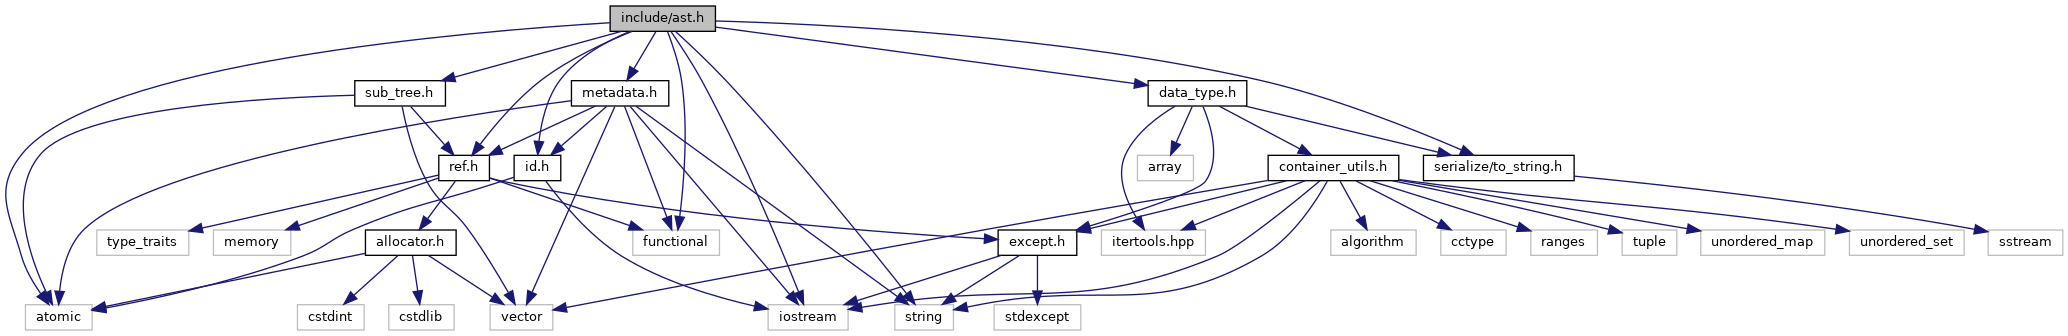 include/ast.h
sub_tree.h
metadata.h
data_type.h
ref.h
id.h
array
container_utils.h
serialize/to_string.h
type_traits
memory
allocator.h
functional
except.h
itertools.hpp
algorithm
cctype
ranges
tuple
unordered_map
unordered_set
sstream
atomic
cstdint
cstdlib
vector
iostream
string
stdexcept